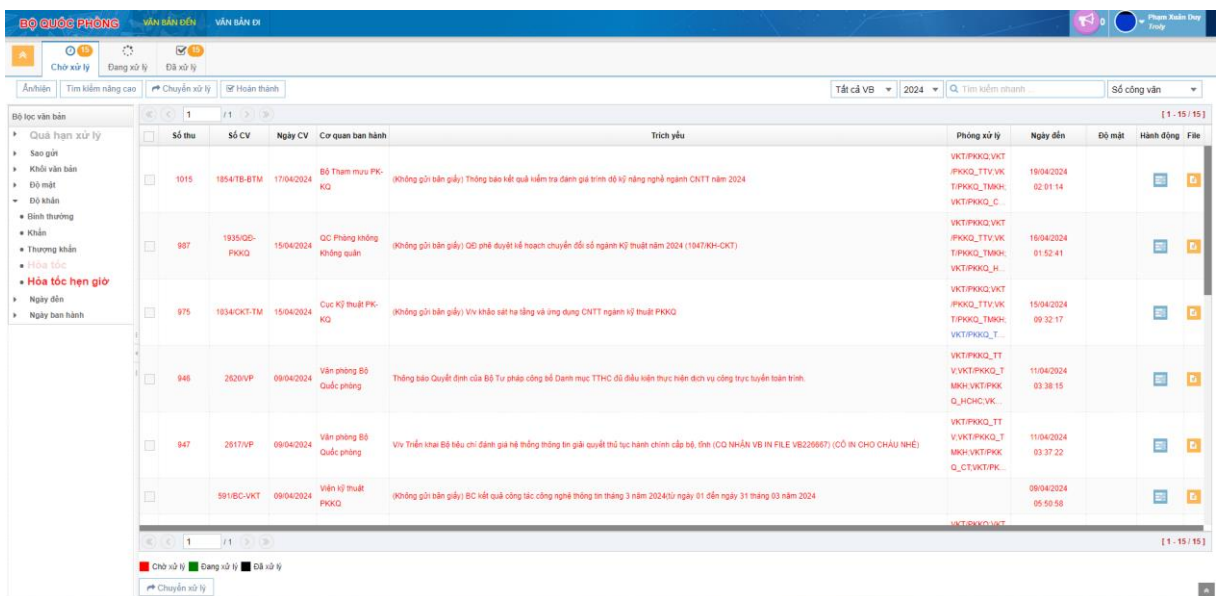 BỘ QUỐC PHÒNG VĂN BẢN ĐẾN VĂN BẢN ĐI 0 Phạm Xuân Duy
Troly
15 15
Chờ xử lý Đang xử lý Đã xử lý
Ẩn/hiện Tìm kiếm nâng cao Chuyển xử lý Hoàn thành Tất cả VB 2024 Tìm kiếm nhanh ... Số công văn
Bộ lọc văn bản
Quá hạn xử lý
Sao gửi
Khối văn bản
Độ mật
Độ khẩn
Bình thường
Khẩn
Thượng khẩn
Hỏa tốc
Hỏa tốc hẹn giờ
Ngày đến
Ngày ban hành
1 /1 [ 1 - 15 / 15 ]
Số thu Số CV Ngày CV Cơ quan ban hành Trích yếu Phòng xử lý Ngày đến Độ mật Hành động File
1015 1854/TB-BTM 17/04/2024 Bộ Tham mưu PK-KQ (Không gửi bản giấy) Thông báo kết quả kiểm tra đánh giá trình độ kỹ năng nghề ngành CNTT năm 2024 19/04/2024 02:01:14
VKT/PKKQ;VKT
/PKKQ_TTV;VK
T/PKKQ_TMKH;
VKT/PKKQ_C...
987 1935/QĐ-PKKQ 15/04/2024 QC Phòng không Không quân (Không gửi bản giấy) QĐ phê duyệt kế hoạch chuyển đổi số ngành Kỹ thuật năm 2024 (1047/KH-CKT) 16/04/2024 01:52:41
VKT/PKKQ;VKT
/PKKQ_TTV;VK
T/PKKQ_TMKH;
VKT/PKKQ_H...
975 1034/CKT-TM 15/04/2024 Cục Kỹ thuật PK-KQ (Không gửi bản giấy) V/v khảo sát hạ tầng và ứng dụng CNTT ngành kỹ thuật PKKQ 15/04/2024 09:32:17
VKT/PKKQ;VKT
/PKKQ_TTV;VK
T/PKKQ_TMKH;
VKT/PKKQ_T...
946 2620/VP 09/04/2024 Văn phòng Bộ Quốc phòng Thông báo Quyết định của Bộ Tư pháp công bố Danh mục TTHC đủ điều kiện thực hiện dịch vụ công trực tuyến toàn trình. 11/04/2024 03:38:15
VKT/PKKQ_TT
V;VKT/PKKQ_T
MKH;VKT/PKK
Q_HCHC;VK...
947 2617/VP 09/04/2024 Văn phòng Bộ Quốc phòng V/v Triển khai Bộ tiêu chí đánh giá hệ thống thông tin giải quyết thủ tục hành chính cấp bộ, tỉnh (CQ NHẬN VB IN FILE VB226667) (CÔ IN CHO CHÁU NHÉ) 11/04/2024 03:37:22
VKT/PKKQ_TT
V;VKT/PKKQ_T
MKH;VKT/PKK
Q_CT;VKT/PK...
591/BC-VKT 09/04/2024 Viện kỹ thuật PKKQ (Không gửi bản giấy) BC kết quả công tác công nghệ thông tin tháng 3 năm 2024(từ ngày 01 đến ngày 31 tháng 03 năm 2024 09/04/2024 05:50:58
VKT/PKKQ;VKT
1 /1 [ 1 - 15 / 15 ]
Chờ xử lý Đang xử lý Đã xử lý
Chuyển xử lý